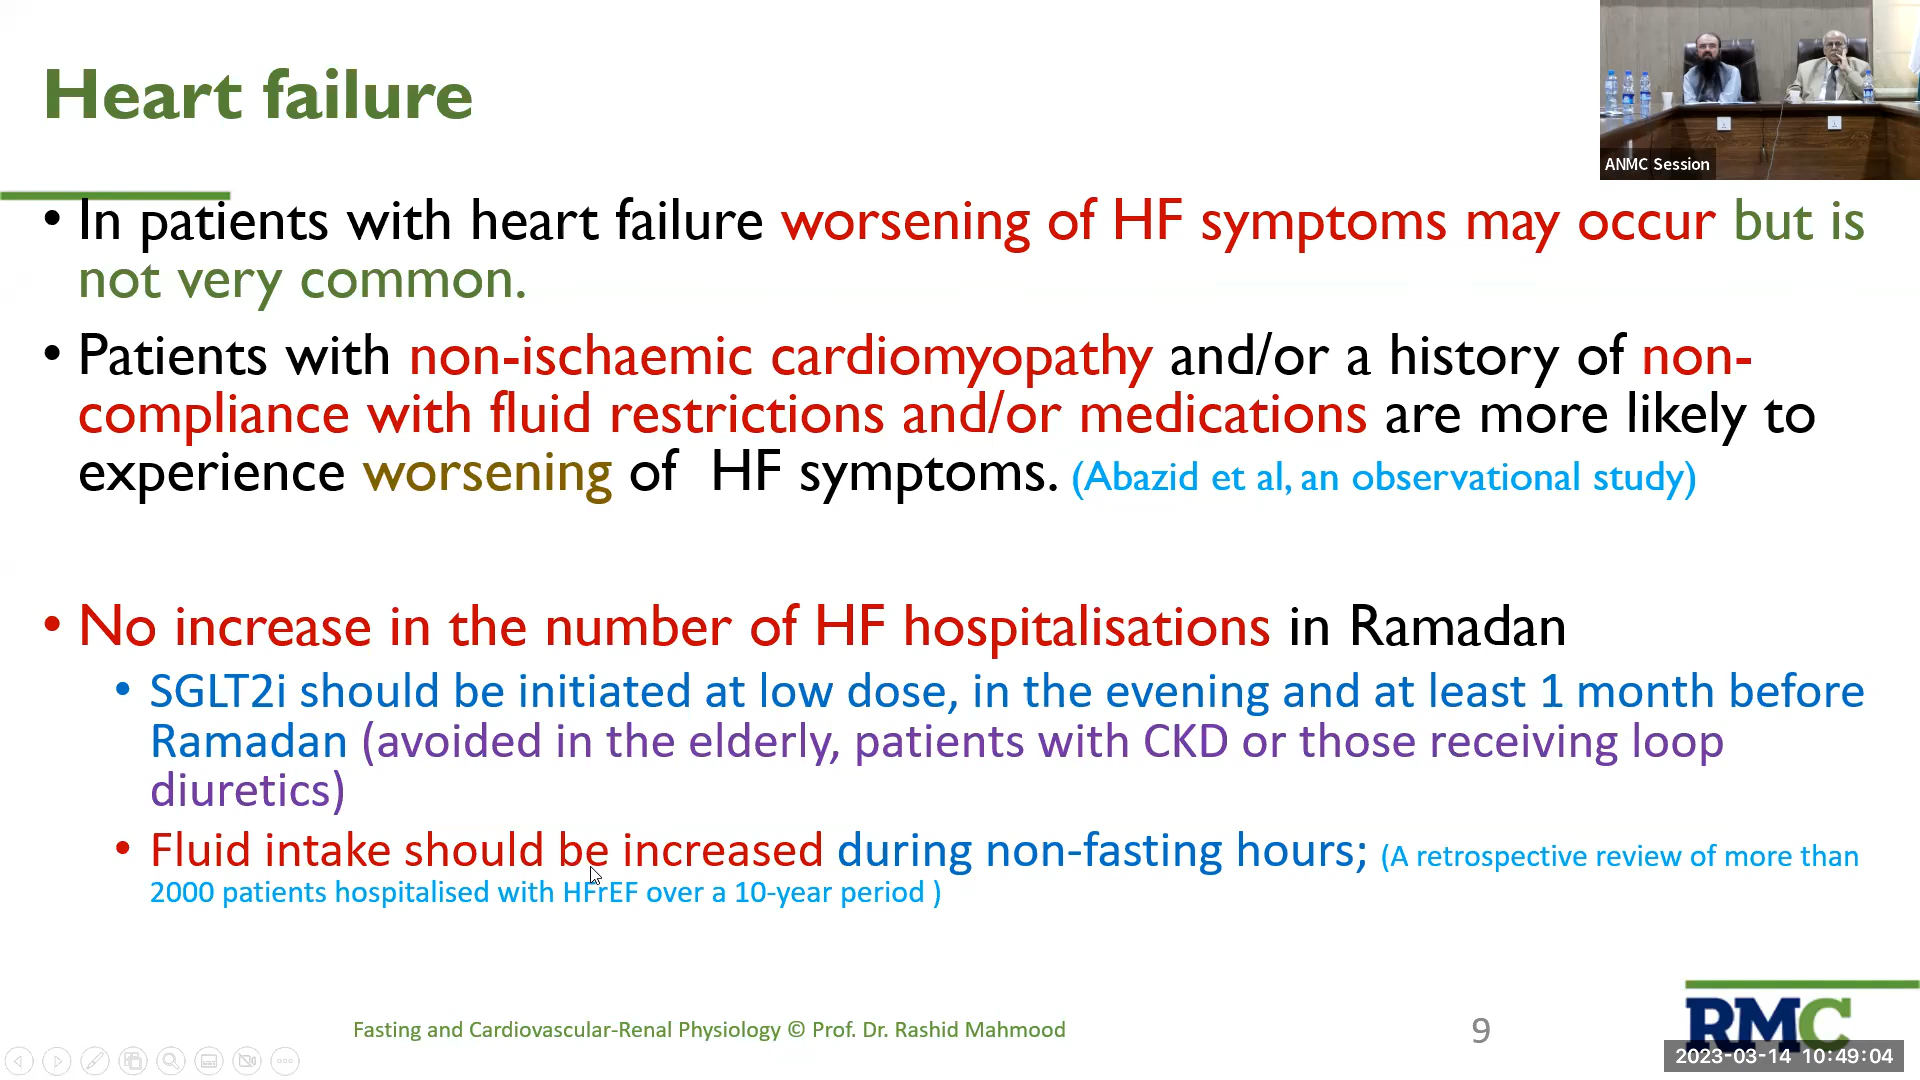 Heart failure
ANMC Session
• In patients with heart failure worsening of HF symptoms may occur but is
not very common.
• Patients with non-ischaemic cardiomyopathy and/or a history of non-
compliance with fluid restrictions and/or medications are more likely to
experience worsening of HF symptoms. (Abazid et al, an observational study)
• No increase in the number of HF hospitalisations in Ramadan
• SGLT2i should be initiated at low dose, in the evening and at least 1 month before
Ramadan (avoided in the elderly, patients with CKD or those receiving loop
diuretics)
• Fluid intake should be increased during non-fasting hours; (A retrospective review of more than
2000 patients hospitalised with HFrEF over a 10-year period )
Fasting and Cardiovascular-Renal Physiology © Prof. Dr. Rashid Mahmood
9
RMC
2023-03-14 10:49:04